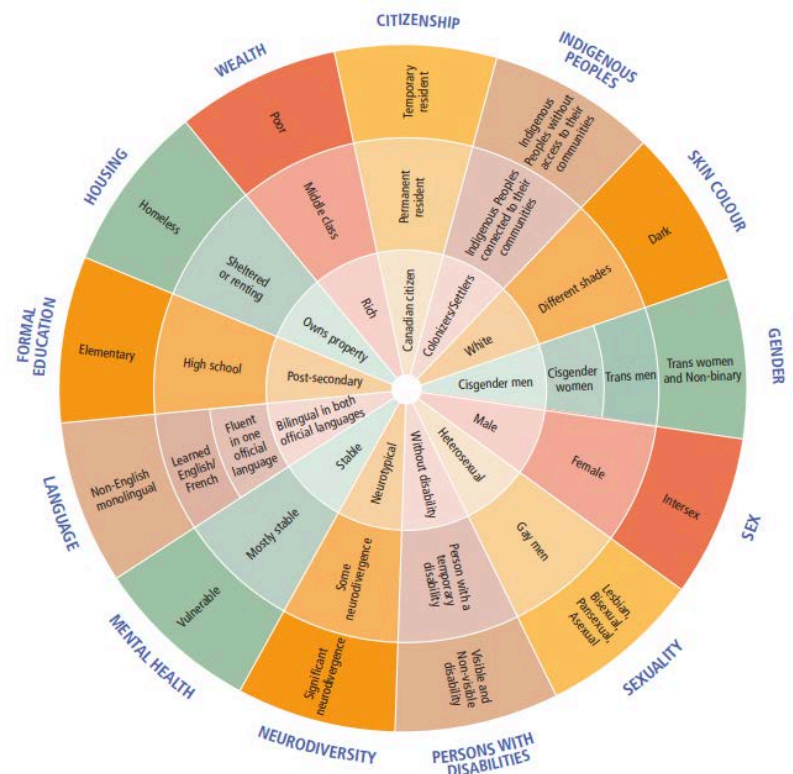 CITIZENSHIP
Temporary
resident
Permanent
resident
Canadian citizen
INDIGENOUS
PEOPLES
Indigenous
Peoples without
access to their
communities
Indigenous Peoples
connected to their
communities
Colonizers/Settlers
SKIN COLOUR
Dark
Different shades
White
GENDER
Trans women
and Non-binary
Trans men
Cisgender
women
Cisgender men
SEX
Intersex
Female
Male
SEXUALITY
Lesbian,
Bisexual,
Pansexual,
Asexual
Gay men
Heterosexual
PERSONS WITH
DISABILITIES
Visible and
Non-visible
disability
Person with a
temporary
disability
Without disability
NEURODIVERSITY
Significant
neurodivergence
Some
neurodivergence
Neurotypical
MENTAL HEALTH
Vulnerable
Mostly stable
Stable
LANGUAGE
Non-English
monolingual
Learned
English/
French
Fluent
in one
official
language
Bilingual in both
official languages
FORMAL
EDUCATION
Elementary
High school
Post-secondary
HOUSING
Homeless
Sheltered
or renting
Owns property
WEALTH
Poor
Middle class
Rich